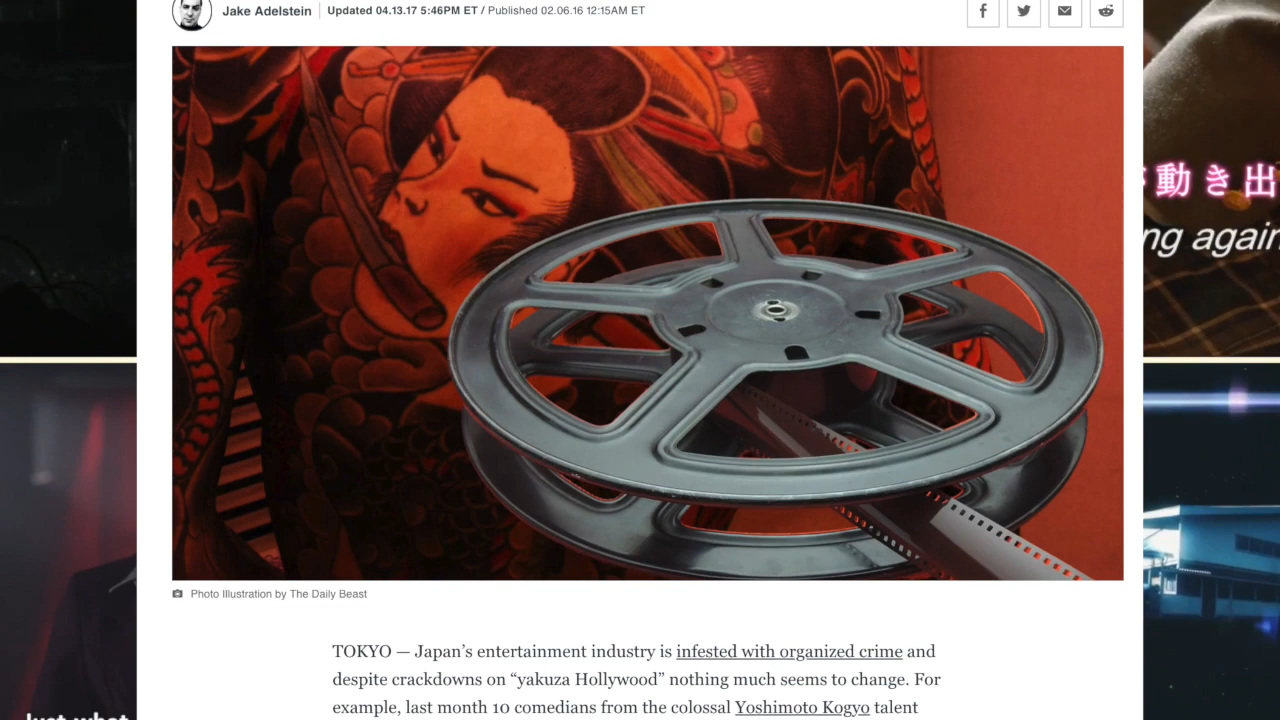 Jake Adelstein
Updated 04.13.17 5:46PM ET / Published 02.06.16 12:15AM ET
動き出
ng again
Photo Illustration by The Daily Beast
TOKYO — Japan’s entertainment industry is infested with organized crime and
despite crackdowns on “yakuza Hollywood” nothing much seems to change. For
example, last month 10 comedians from the colossal Yoshimoto Kogyo talent
Just what